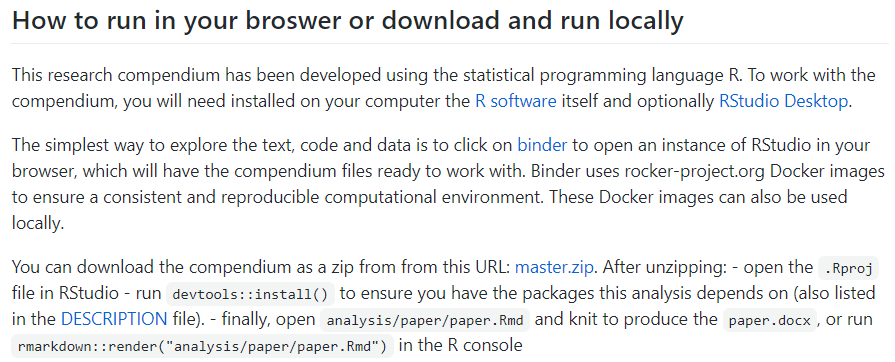 How to run in your broswer or download and run locally
This research compendium has been developed using the statistical programming language R. To work with the
compendium, you will need installed on your computer the R software itself and optionally RStudio Desktop.
The simplest way to explore the text, code and data is to click on binder to open an instance of RStudio in your
browser, which will have the compendium files ready to work with. Binder uses rocker-project.org Docker images
to ensure a consistent and reproducible computational environment. These Docker images can also be used
locally.
You can download the compendium as a zip from from this URL: master.zip. After unzipping: - open the .Rproj
file in RStudio - run devtools::install() to ensure you have the packages this analysis depends on (also listed
in the DESCRIPTION file). - finally, open analysis/paper/paper.Rmd and knit to produce the paper.docx, or run
rmarkdown::render("analysis/paper/paper.Rmd") in the R console